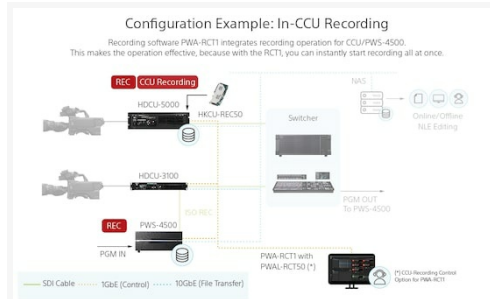 Configuration Example: In-CCU Recording
Recording software PWA-RCT1 integrates recording operation for CCU/PWS-4500.
This makes the operation effective, because with the RCT1, you can instantly start recording all at once.
REC CCU Recording
NAS
HDCU-5000
HKCU-REC50
Switcher
Online/Offline
NLE Editing
HDCU-3100
ISO REC
PGM OUT
To PWS-4500
REC PWS-4500
PGM IN
PWA-RCT1 with
PWAL-RCT50 (*)
(*) CCU Recording Control
Option for PWA-RCT1
SDI Cable 1GbE (Control) 10GbE (File Transfer)